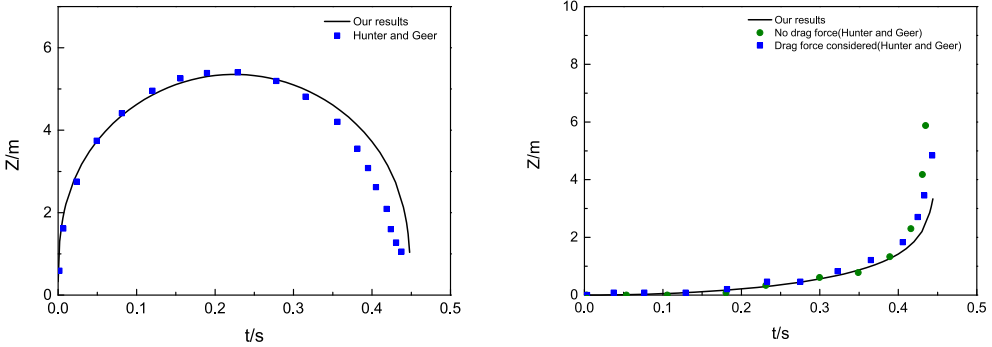 Our results
Hunter and Geer
6
4
2
0
Z/m
0.0 0.1 0.2 0.3 0.4 0.5
t/s
Our results
No drag force(Hunter and Geer)
Drag force considered(Hunter and Geer)
10
8
6
4
2
0
Z/m
0.0 0.1 0.2 0.3 0.4 0.5
t/s